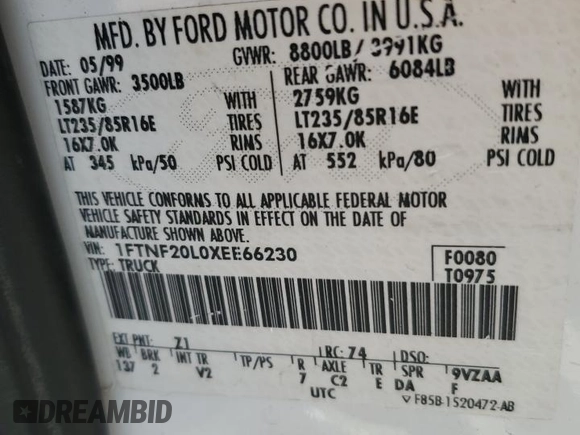 MFD. BY FORD MOTOR CO. IN U.S.A.
DATE: 05/99 GVWR: 8800LB/ 3991KG
FRONT GAWR: 3500LB REAR GAWR: 6084LB
1587KG WITH 2759KG WITH
LT235/85R16E TIRES LT235/85R16E TIRES
16X7.0K RIMS 16X7.0K RIMS
AT 345 kPa/50 PSI COLD AT 552 kPa/80 PSI COLD
THIS VEHICLE CONFORMS TO ALL APPLICABLE FEDERAL MOTOR
VEHICLE SAFETY STANDARDS IN EFFECT ON THE DATE OF
MANUFACTURE SHOWN ABOVE.
VIN: 1FTNF20L0XEE66230 F0080
TYPE: TRUCK T0975
EXT PNT: Z1 RC: 74 DSO:
WB BRK INT TR TP/PS R AXLE TR SPR 9VZAA
137 2 V2 7 C2 E DA F
UTC
F85B-1520472-AB
DREAMBID